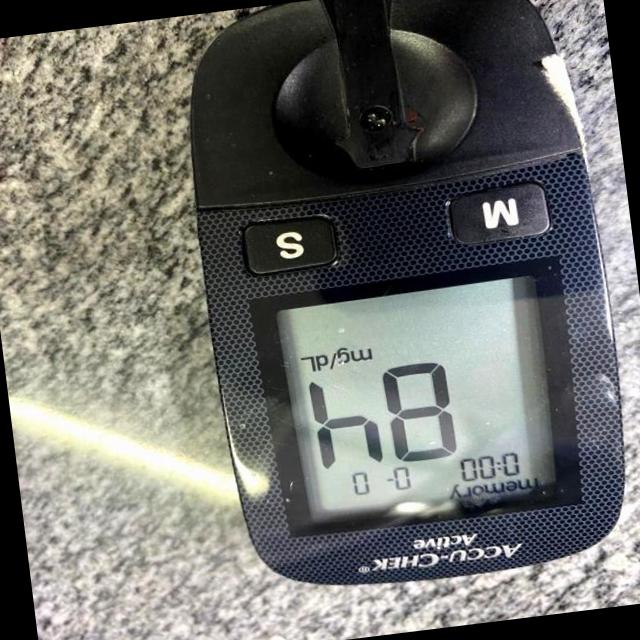 ACCU-CHEK®
Active
memory
0:00 0- 0
84
mg/dL
M S